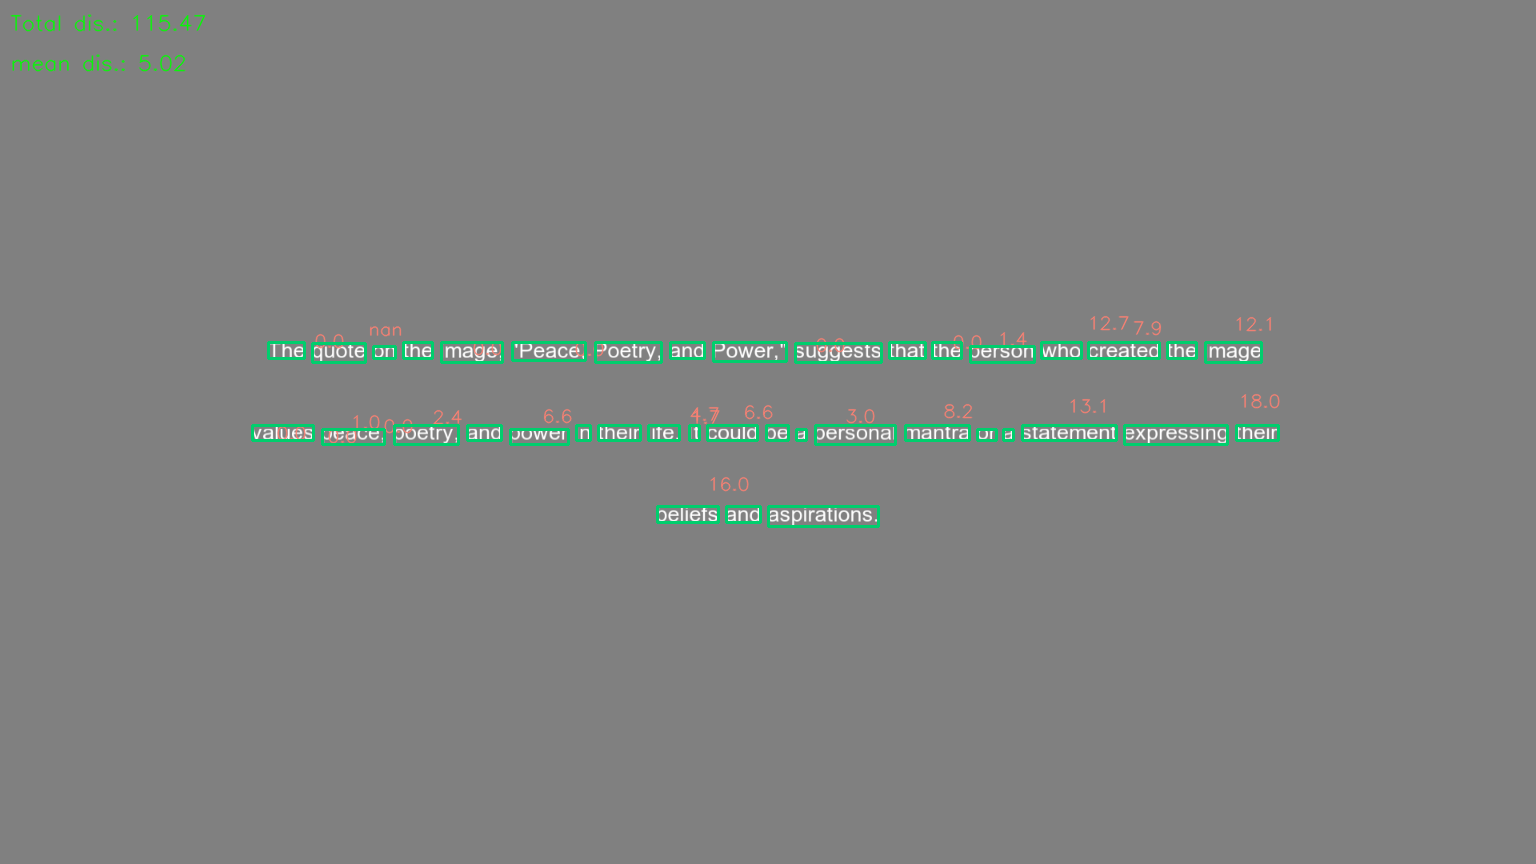 Total dis.: 115.47
mean dis.: 5.02
nan 12.7 7.9 12.1
0.0 0.0 1.4
The quote on the image, "Peace, Poetry, and Power," suggests that the person who created the image
1.0 2.4 6.6 4.7 6.6 3.0 8.2 13.1 18.0
values peace, poetry, and power in their life. It could be a personal mantra or a statement expressing their
16.0
beliefs and aspirations.